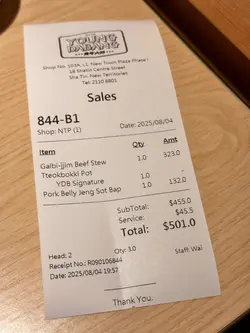 YOUNG
DABANG
Shop No. 103A, L1, New Town Plaza Phase
18 Shatin Centre Street
Sha Tin, New Territories
Tel: 2110 8801
Sales
844-B1
Shop: NTP (1) Date: 2025/08/04
Item Qty Amt
Galbi-jjim Beef Stew 1.0 323.0
Tteokbokki Pot 1.0 -
YDB Signature
Pork Belly Jeng Sot Bap 1.0 132.0
SubTotal: $455.0
Service: $45.5
Total: $501.0
Head: 2 Qty: 3.0 Staff: Wai
Receipt No.: R090106844
Date: 2025/08/04 19:57
Thank You.